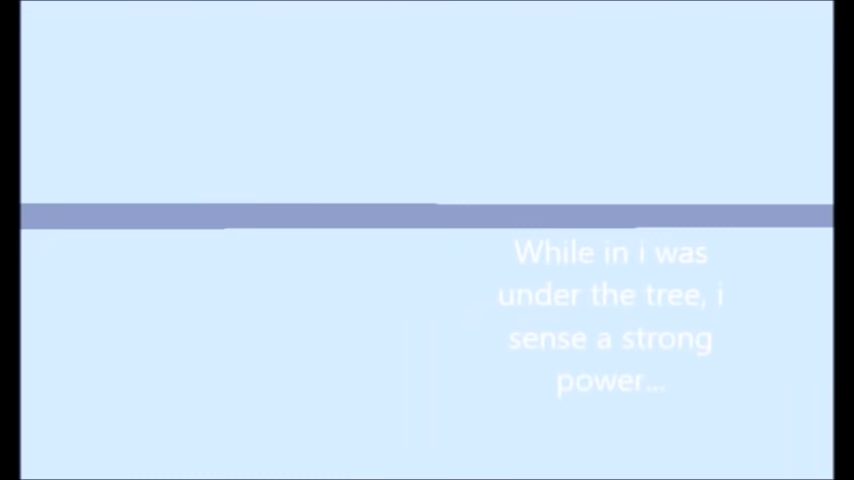 While in i was
under the tree, i
sense a strong
power...